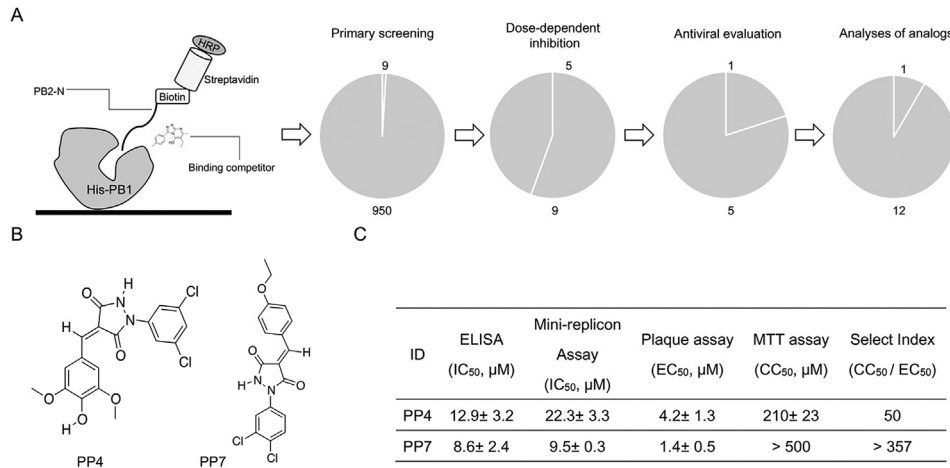 A
HRP
Streptavidin
Biotin
PB2-N
HO
Binding competitor
His-PB1
Primary screening
9
950
Dose-dependent
inhibition
5
9
Antiviral evaluation
1
5
Analyses of analogs
1
12
B
H
O
N
Cl
H
N
O
Cl
O
O
O
H
PP4
O
H
O
N
O
H
N
Cl
Cl
PP7
C
ID
ELISA
(IC₅₀, μM)
Mini-replicon
Assay
(IC₅₀, μM)
Plaque assay
(EC₅₀, μM)
MTT assay
(CC₅₀, μM)
Select Index
(CC₅₀ / EC₅₀)
PP4 12.9± 3.2 22.3± 3.3 4.2± 1.3 210± 23 50
PP7 8.6± 2.4 9.5± 0.3 1.4± 0.5 > 500 > 357